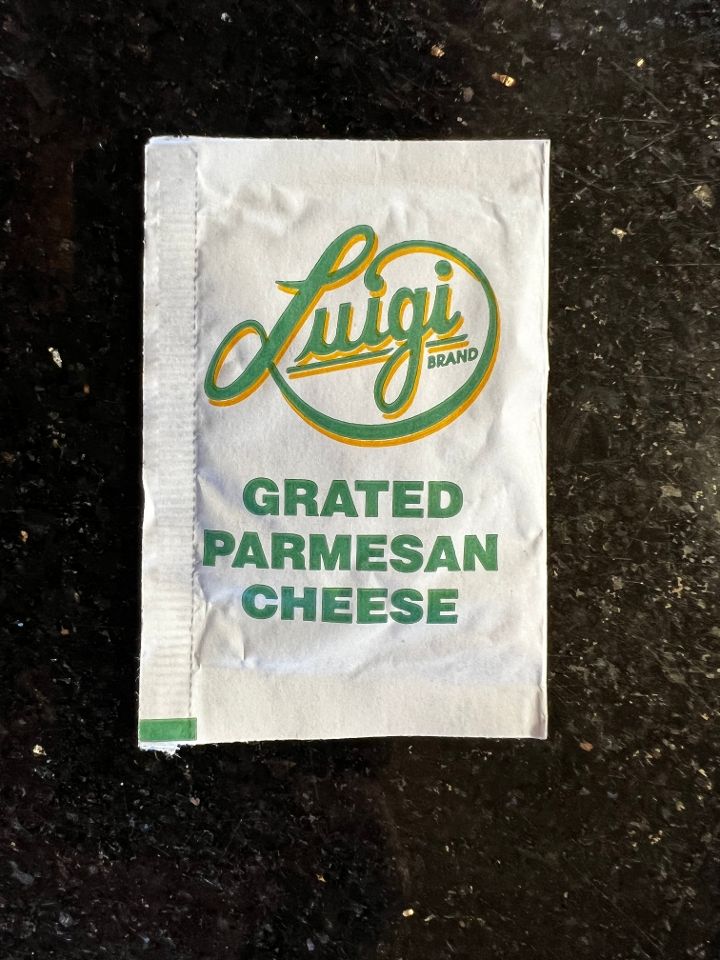 Luigi
BRAND
GRATED
PARMESAN
CHEESE